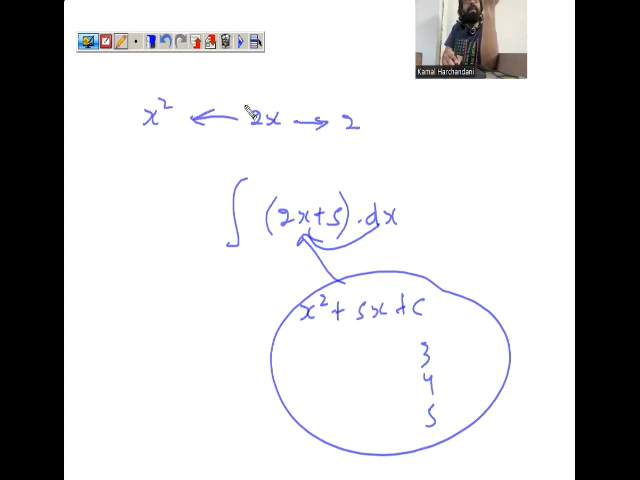 Kamal Harchandani
x² ← 2x → 2
∫ (2x+5) . dx
x² + 5x + c
3
4
5